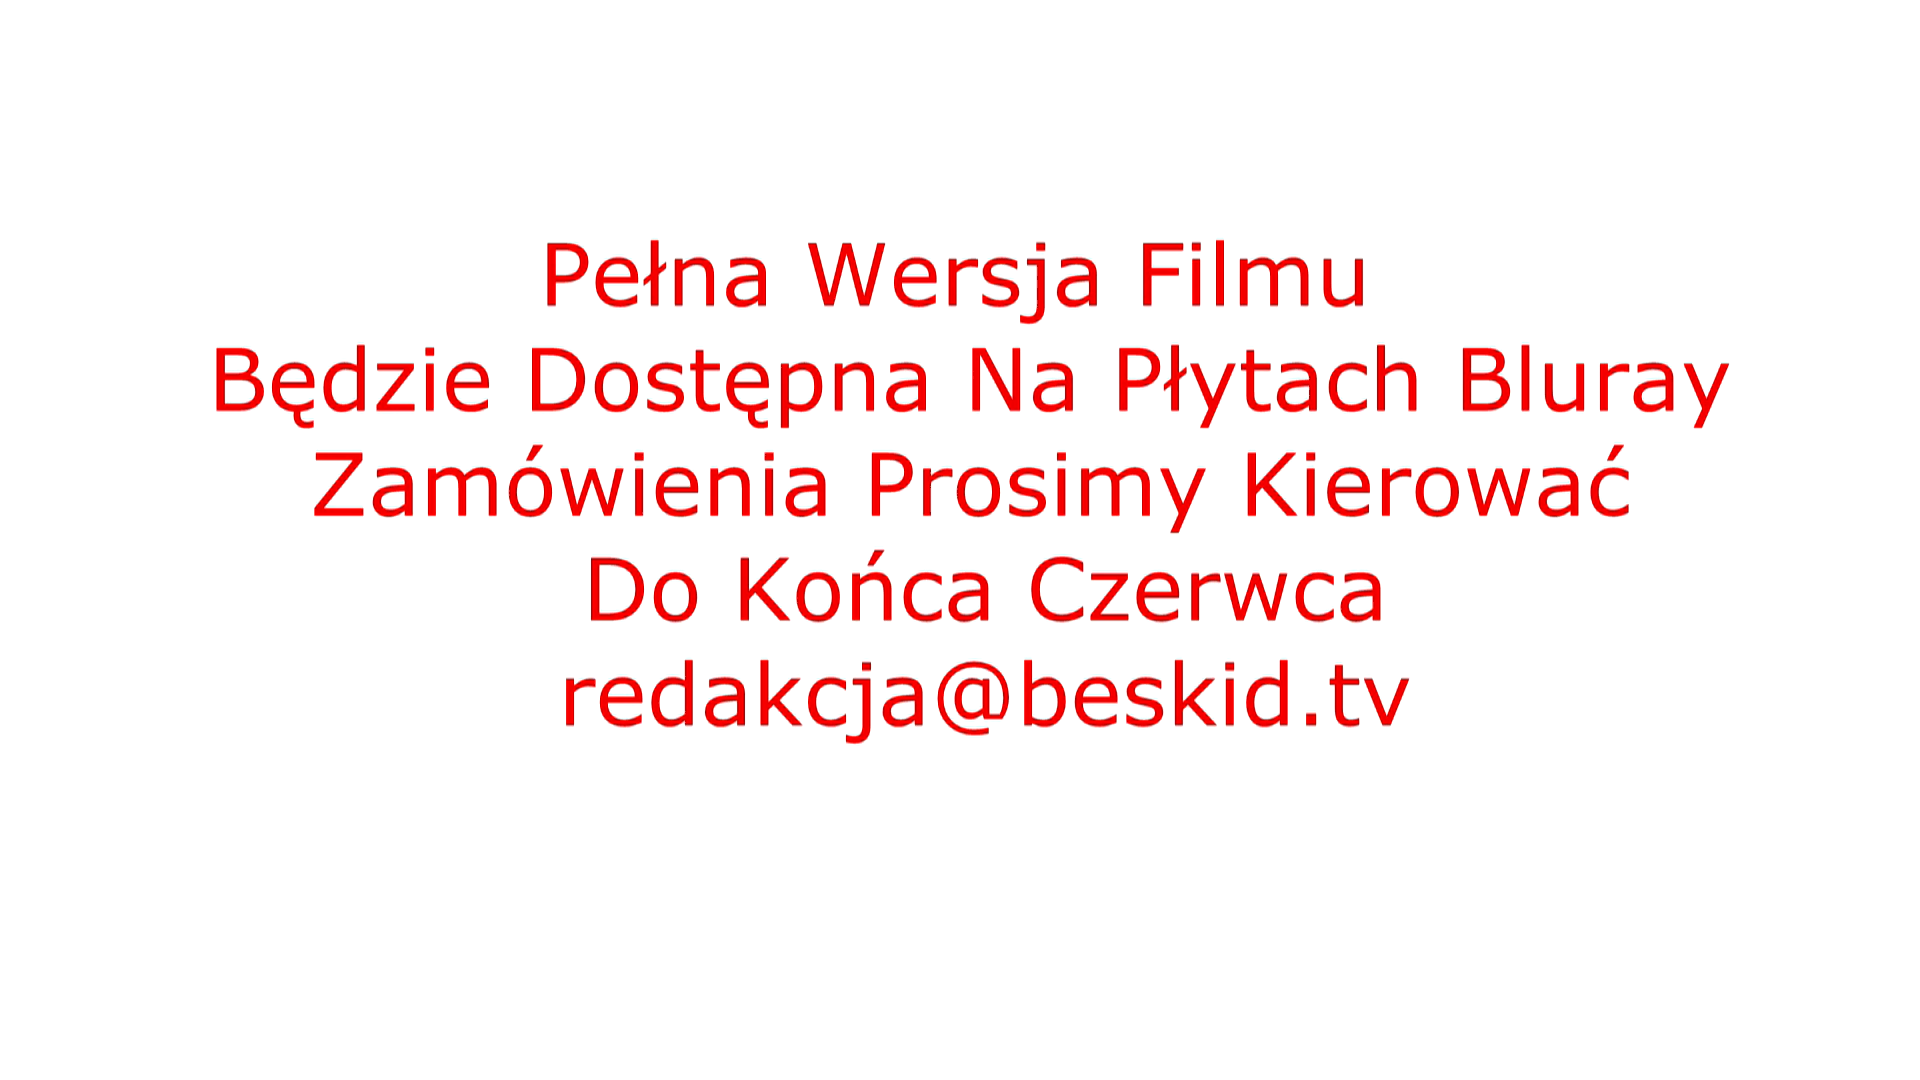 Pełna Wersja Filmu
Będzie Dostępna Na Płytach Bluray
Zamówienia Prosimy Kierować
Do Końca Czerwca
redakcja@beskid.tv